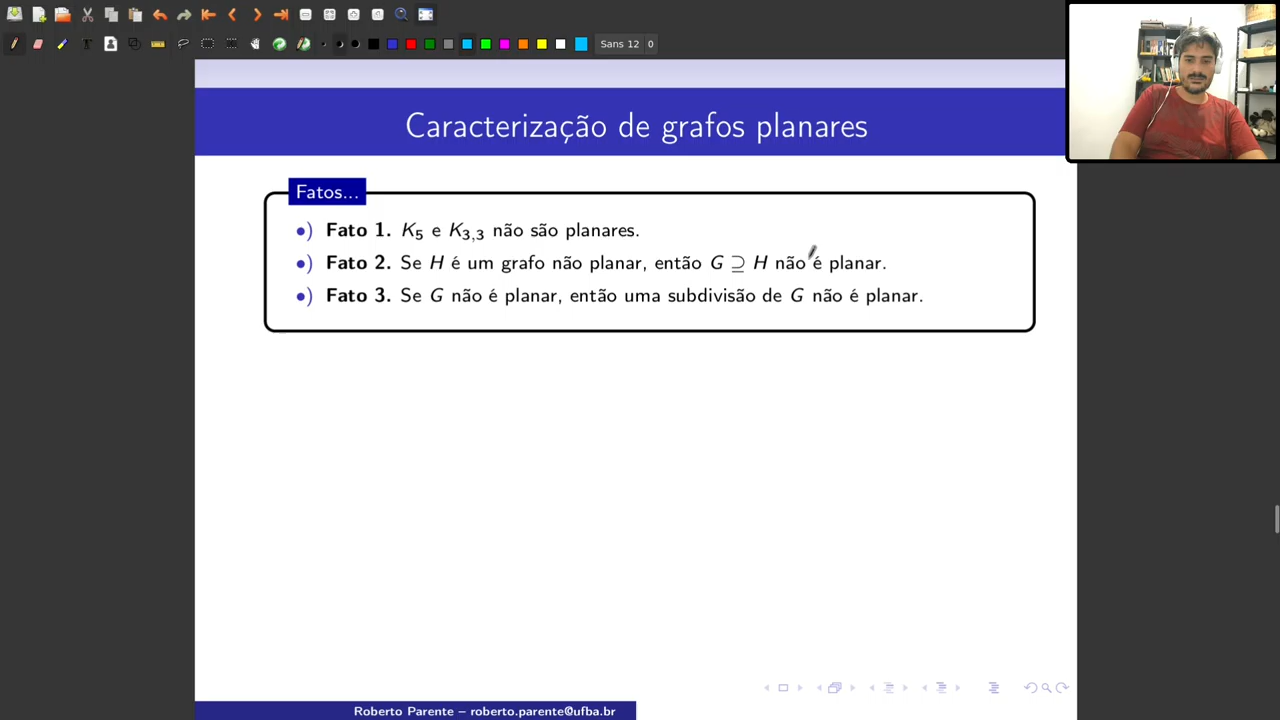 Sans 12 0
Caracterização de grafos planares
Fatos...
•) Fato 1. K5 e K3,3 não são planares.
•) Fato 2. Se H é um grafo não planar, então G ⊇ H não é planar.
•) Fato 3. Se G não é planar, então uma subdivisão de G não é planar.
Roberto Parente – roberto.parente@ufba.br